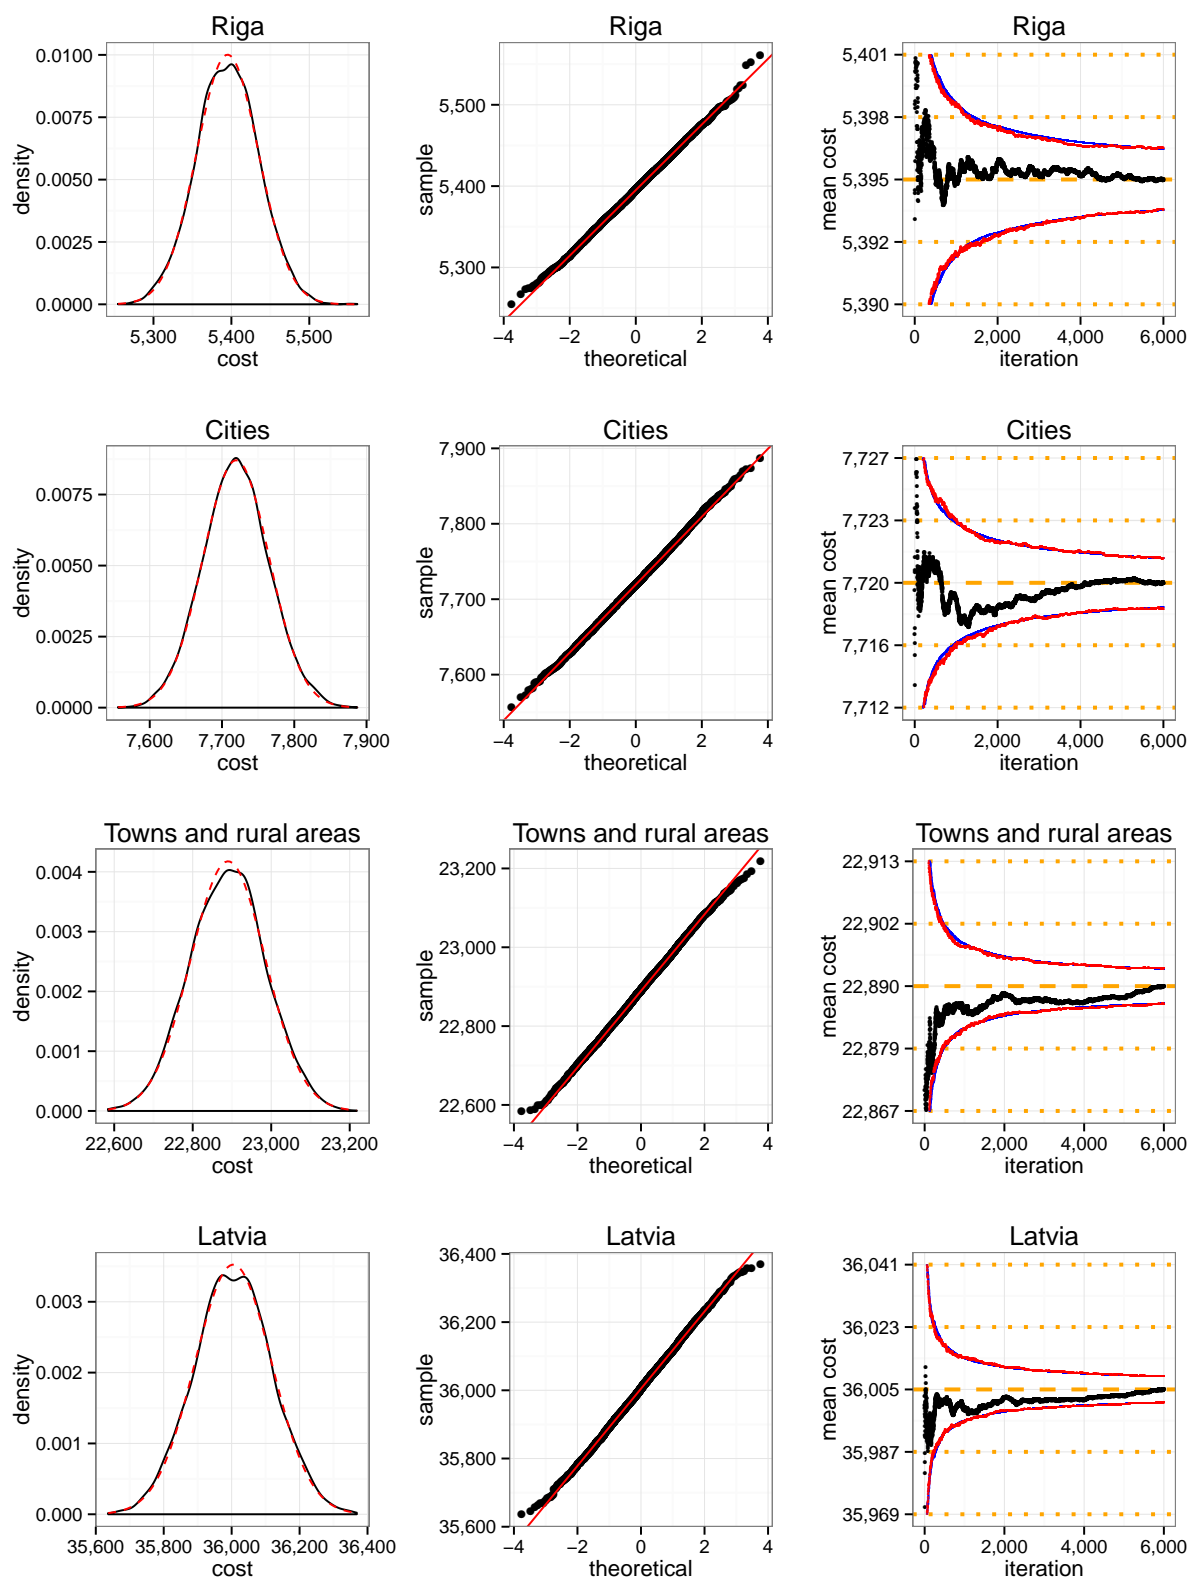 Riga
Riga
Riga
0.0100
0.0075
0.0050
0.0025
0.0000
density
5,300 5,400 5,500
cost
5,500
5,400
5,300
sample
−4 −2 0 2 4
theoretical
5,401
5,398
5,395
5,392
5,390
mean cost
0 2,000 4,000 6,000
iteration
Cities
Cities
Cities
0.0075
0.0050
0.0025
0.0000
density
7,600 7,700 7,800 7,900
cost
7,900
7,800
7,700
7,600
sample
−4 −2 0 2 4
theoretical
7,727
7,723
7,720
7,716
7,712
mean cost
0 2,000 4,000 6,000
iteration
Towns and rural areas
Towns and rural areas
Towns and rural areas
0.004
0.003
0.002
0.001
0.000
density
22,600 22,800 23,000 23,200
cost
23,200
23,000
22,800
22,600
sample
−4 −2 0 2 4
theoretical
22,913
22,902
22,890
22,879
22,867
mean cost
0 2,000 4,000 6,000
iteration
Latvia
Latvia
Latvia
0.003
0.002
0.001
0.000
density
35,600 35,800 36,000 36,200 36,400
cost
36,400
36,200
36,000
35,800
35,600
sample
−4 −2 0 2 4
theoretical
36,041
36,023
36,005
35,987
35,969
mean cost
0 2,000 4,000 6,000
iteration